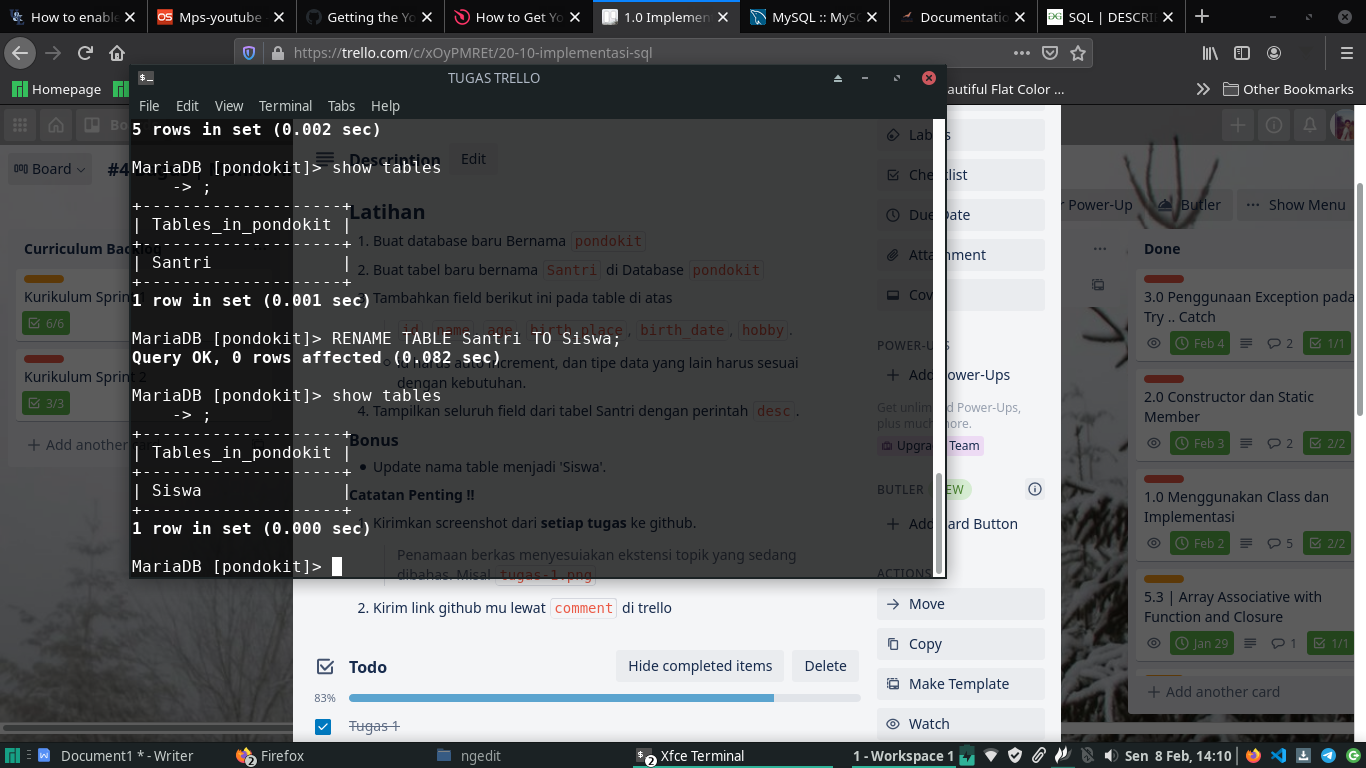 How to enable
Mps-youtube -
Getting the Yo
How to Get Yo
1.0 Implement
MySQL :: MyS
Documentatio
SQL | DESCRI
https://trello.com/c/xOyPMREt/20-10-implementasi-sql
Homepage
autiful Flat Color ...
Other Bookmarks
TUGAS TRELLO
File Edit View Terminal Tabs Help
5 rows in set (0.002 sec)
MariaDB [pondokit]> show tables
-> ;
+--------------------+
| Tables_in_pondokit |
+--------------------+
| Santri |
+--------------------+
1 row in set (0.001 sec)
MariaDB [pondokit]> RENAME TABLE Santri TO Siswa;
Query OK, 0 rows affected (0.082 sec)
MariaDB [pondokit]> show tables
-> ;
+--------------------+
| Tables_in_pondokit |
+--------------------+
| Siswa |
+--------------------+
1 row in set (0.000 sec)
MariaDB [pondokit]>
Board
#4
Curriculum Backlog
Kurikulum Sprint
6/6
Kurikulum Sprint 2
3/3
+ Add another
Description
Edit
Latihan
1. Buat database baru Bernama pondokit
2. Buat tabel baru bernama Santri di Database pondokit
Tambahkan field berikut ini pada table di atas
id, name, age, birth_place, birth_date, hobby.
id harus auto increment, dan tipe data yang lain harus sesuai
dengan kebutuhan.
4. Tampilkan seluruh field dari tabel Santri dengan perintah desc.
Bonus
• Update nama table menjadi 'Siswa'.
Catatan Penting !!
1. Kirimkan screenshot dari setiap tugas ke github.
Penamaan berkas menyesuaikan ekstensi topik yang sedang
dibahas. Misal tugas-1.png
2. Kirim link github mu lewat comment di trello
Todo
Hide completed items
Delete
83%
Tugas 1
Labels
Checklist
Due Date
Attachment
Cov
POWER-UPS
+ Add Power-Ups
Get unlimited Power-Ups,
plus much more.
Upgrade Team
BUTLER
NEW
+ Add Card Button
ACTIONS
Move
Copy
Make Template
Watch
r Power-Up
Butler
... Show Menu
Done
3.0 Penggunaan Exception pada
Try .. Catch
Feb 4
2
1/1
2.0 Constructor dan Static
Member
Feb 3
2
2/2
1.0 Menggunakan Class dan
Implementasi
Feb 2
5
2/2
5.3 | Array Associative with
Function and Closure
Jan 29
1
1/1
+ Add another card
Document1 * - Writer
2
Firefox
ngedit
2
Xfce Terminal
1 - Workspace 1
Sen 8 Feb, 14:10